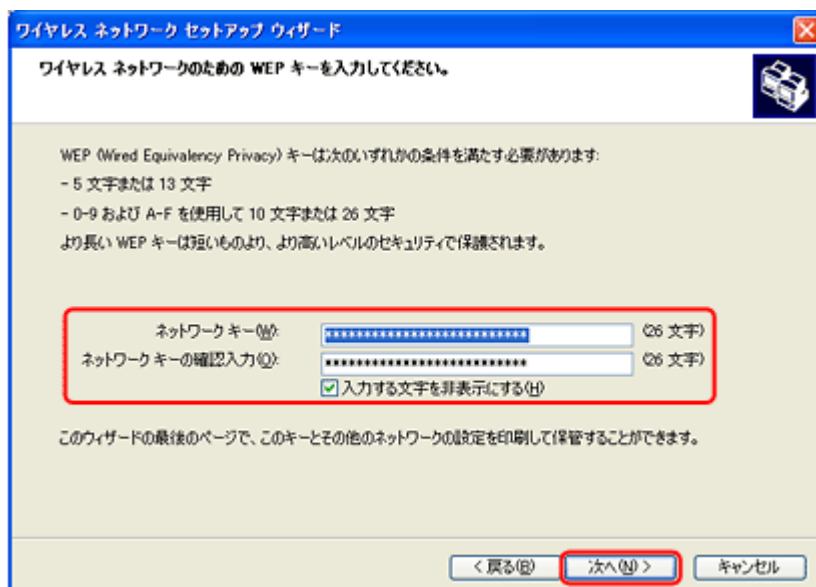 ワイヤレス ネットワーク セットアップ ウィザード
ワイヤレス ネットワークのための WEP キーを入力してください。
WEP (Wired Equivalency Privacy) キーは次のいずれかの条件を満たす必要があります:
- 5 文字または 13 文字
- 0-9 および A-F を使用して 10 文字または 26 文字
より長い WEP キーは短いものより、より高いレベルのセキュリティで保護されます。
ネットワーク キー(W): ************************** (26 文字)
ネットワーク キーの確認入力(O): ************************** (26 文字)
入力する文字を非表示にする(H)
このウィザードの最後のページで、このキーとその他のネットワークの設定を印刷して保管することができます。
< 戻る(B) 次へ(N) > キャンセル